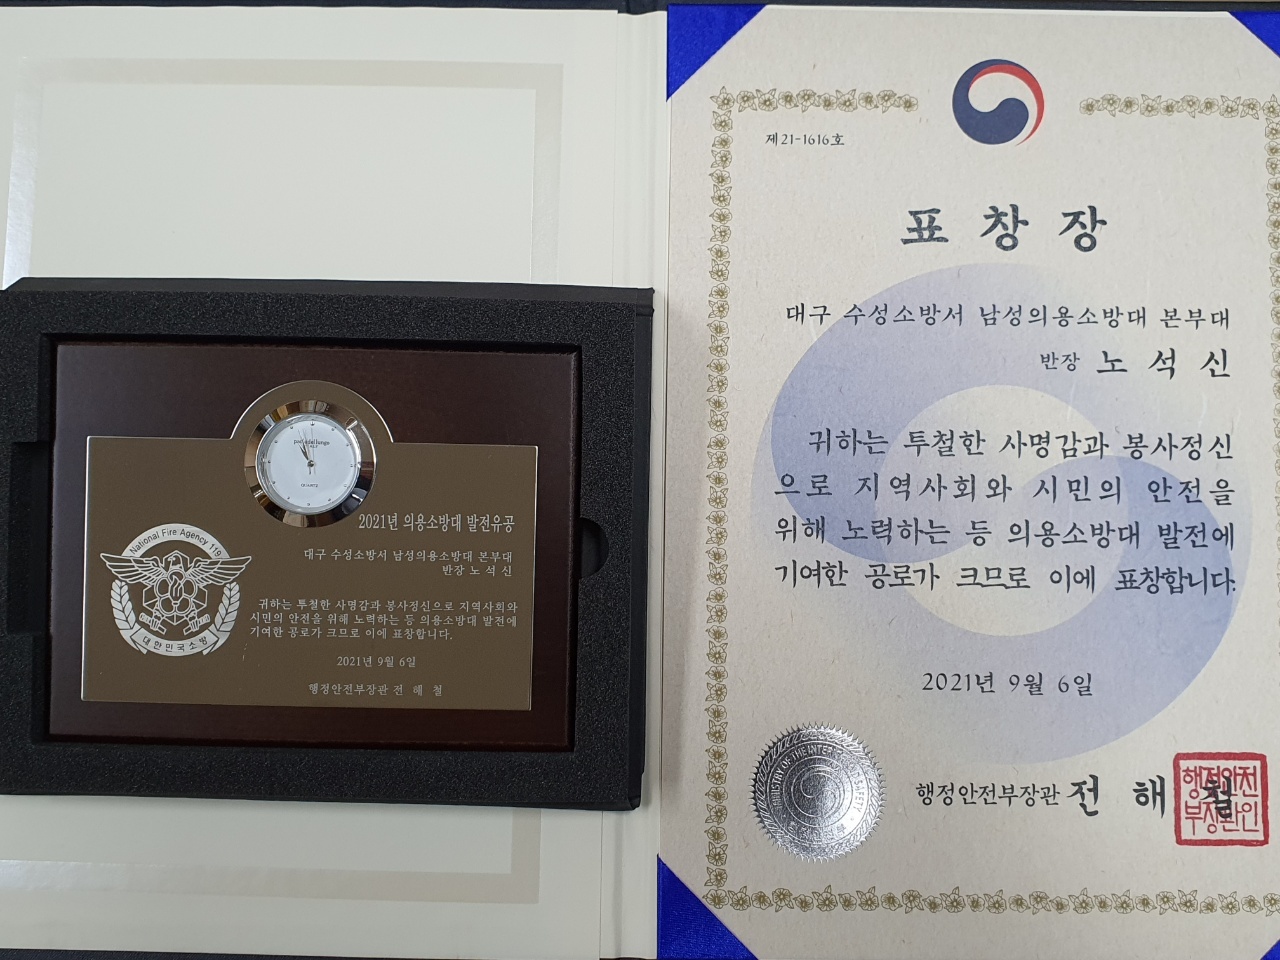 2021년 의용소방대 발전유공
대구 수성소방서 남성의용소방대 본부대
반장 노 석 신
귀하는 투철한 사명감과 봉사정신으로 지역사회와
시민의 안전을 위해 노력하는 등 의용소방대 발전에
기여한 공로가 크므로 이에 표창합니다.
2021년 9월 6일
행정안전부장관 전 해 철
National Fire Agency 119
대한민국소방
QUARTZ
제 21-1616호
표 창 장
대구 수성소방서 남성의용소방대 본부대
반장 노 석 신
귀하는 투철한 사명감과 봉사정신
으로 지역사회와 시민의 안전을
위해 노력하는 등 의용소방대 발전에
기여한 공로가 크므로 이에 표창합니다.
2021년 9월 6일
행정안전부장관 전 해 철
행정안전
부장관인
MINISTRY OF THE INTERIOR AND SAFETY